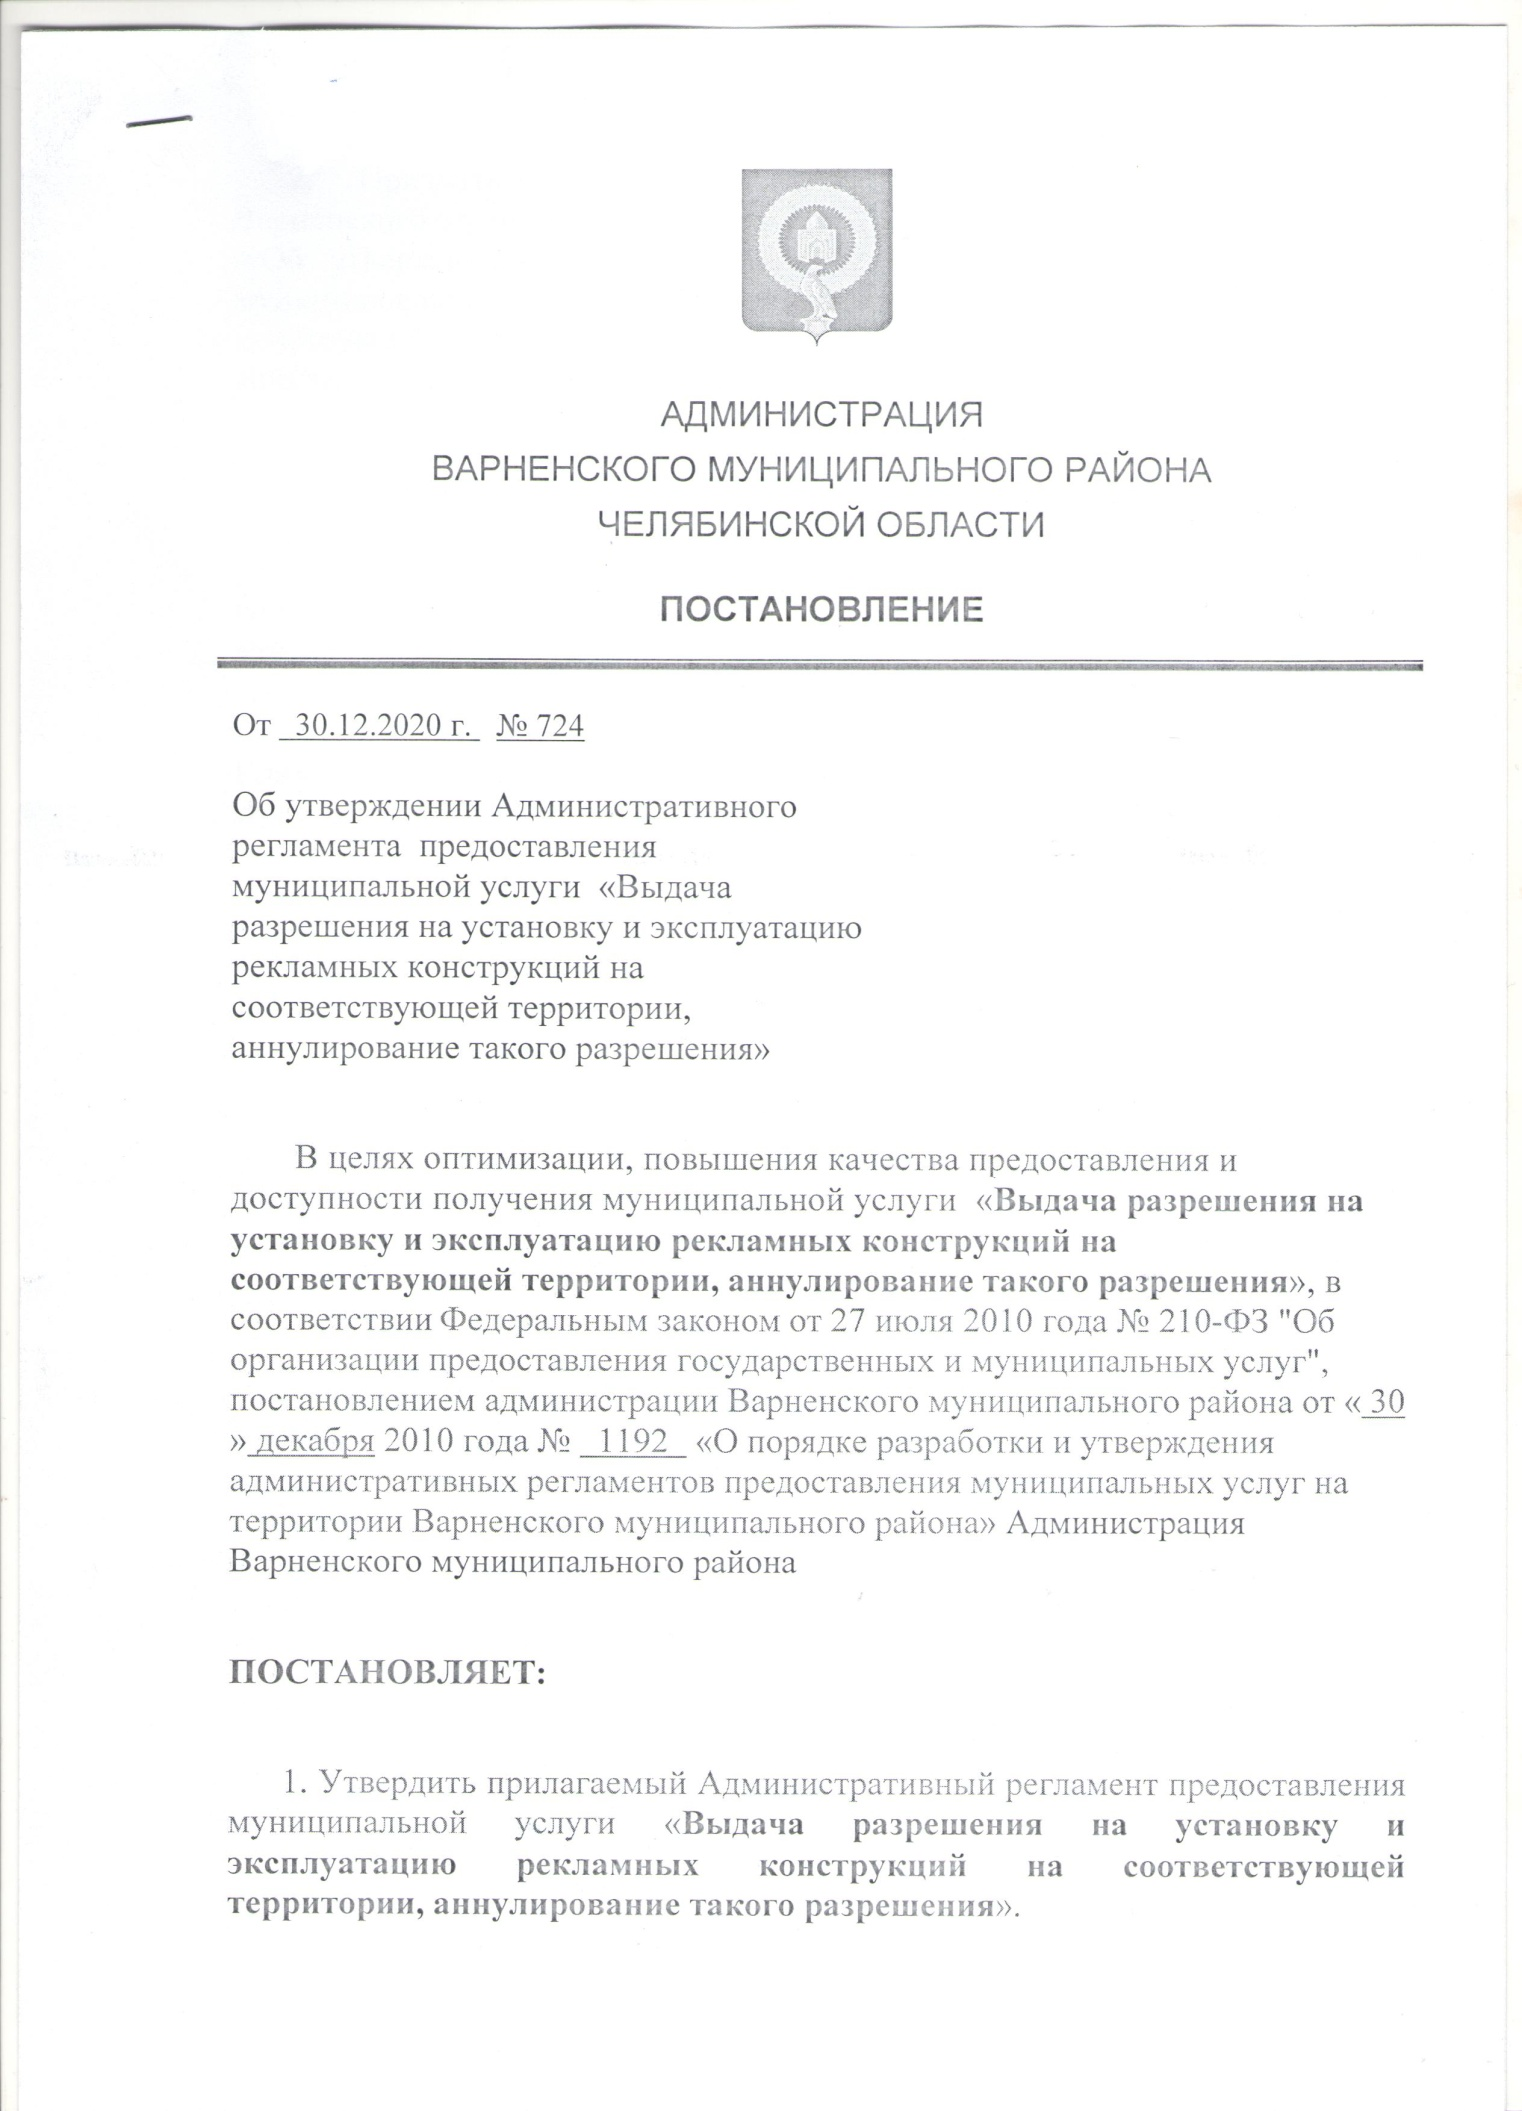 АДМИНИСТРАЦИЯ
ВАРНЕНСКОГО МУНИЦИПАЛЬНОГО РАЙОНА
ЧЕЛЯБИНСКОЙ ОБЛАСТИ
ПОСТАНОВЛЕНИЕ
От 30.12.2020 г. № 724
Об утверждении Административного
регламента предоставления
муниципальной услуги «Выдача
разрешения на установку и эксплуатацию
рекламных конструкций на
соответствующей территории,
аннулирование такого разрешения»
В целях оптимизации, повышения качества предоставления и
доступности получения муниципальной услуги «Выдача разрешения на
установку и эксплуатацию рекламных конструкций на
соответствующей территории, аннулирование такого разрешения», в
соответствии Федеральным законом от 27 июля 2010 года № 210-ФЗ "Об
организации предоставления государственных и муниципальных услуг",
постановлением администрации Варненского муниципального района от « 30
» декабря 2010 года № 1192 «О порядке разработки и утверждения
административных регламентов предоставления муниципальных услуг на
территории Варненского муниципального района» Администрация
Варненского муниципального района
ПОСТАНОВЛЯЕТ:
1. Утвердить прилагаемый Административный регламент предоставления
муниципальной услуги «Выдача разрешения на установку и
эксплуатацию рекламных конструкций на соответствующей
территории, аннулирование такого разрешения».